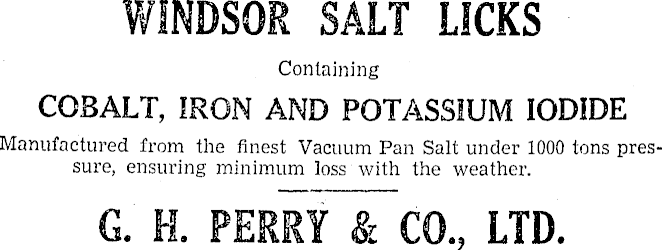 WINDSOR SALT LICKS
Containing
COBALT, IRON AND POTASSIUM IODIDE
Manufactured from the finest Vacuum Pan Salt under 1000 tons pres-
sure, ensuring minimum loss with the weather.
G. H. PERRY & CO., LTD.